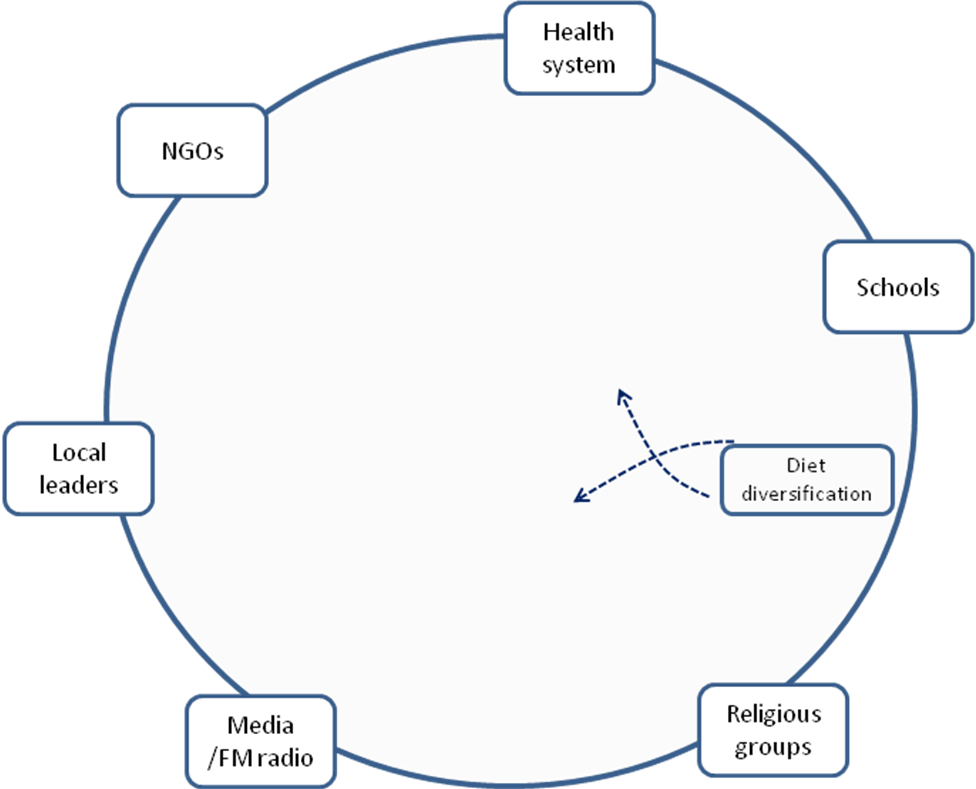 Health
system
NGOs
Schools
Local
leaders
Diet
diversification
Religious
groups
Media
/FM radio